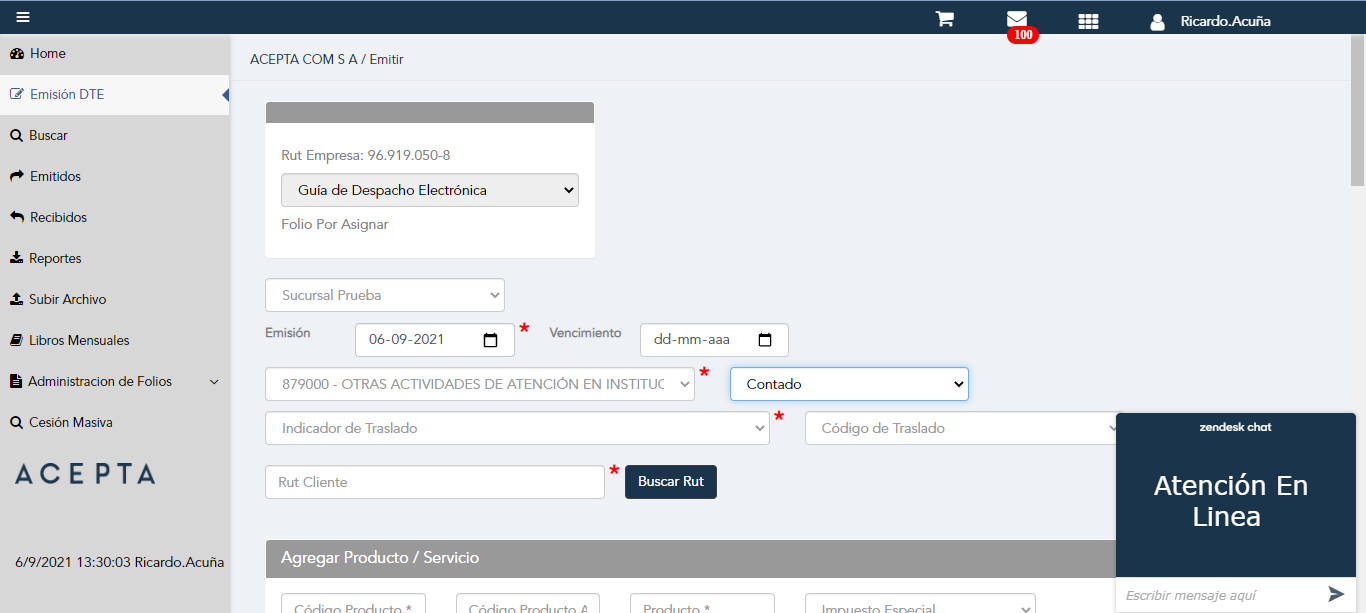 Ricardo.Acuña
100
Home
Emisión DTE
Buscar
Emitidos
Recibidos
Reportes
Subir Archivo
Libros Mensuales
Administracion de Folios
Cesión Masiva
ACEPTA
6/9/2021 13:30:03 Ricardo.Acuña
ACEPTA COM S A / Emitir
Rut Empresa: 96.919.050-8
Guía de Despacho Electrónica
Folio Por Asignar
Sucursal Prueba
Emisión 06-09-2021 * Vencimiento dd-mm-aaa
879000 - OTRAS ACTIVIDADES DE ATENCIÓN EN INSTITUC * Contado
Indicador de Traslado * Código de Traslado
Rut Cliente * Buscar Rut
Agregar Producto / Servicio
Código Producto * Código Producto A Producto * Impuesto Especial
zendesk chat
Atención En
Linea
Escribir mensaje aquí